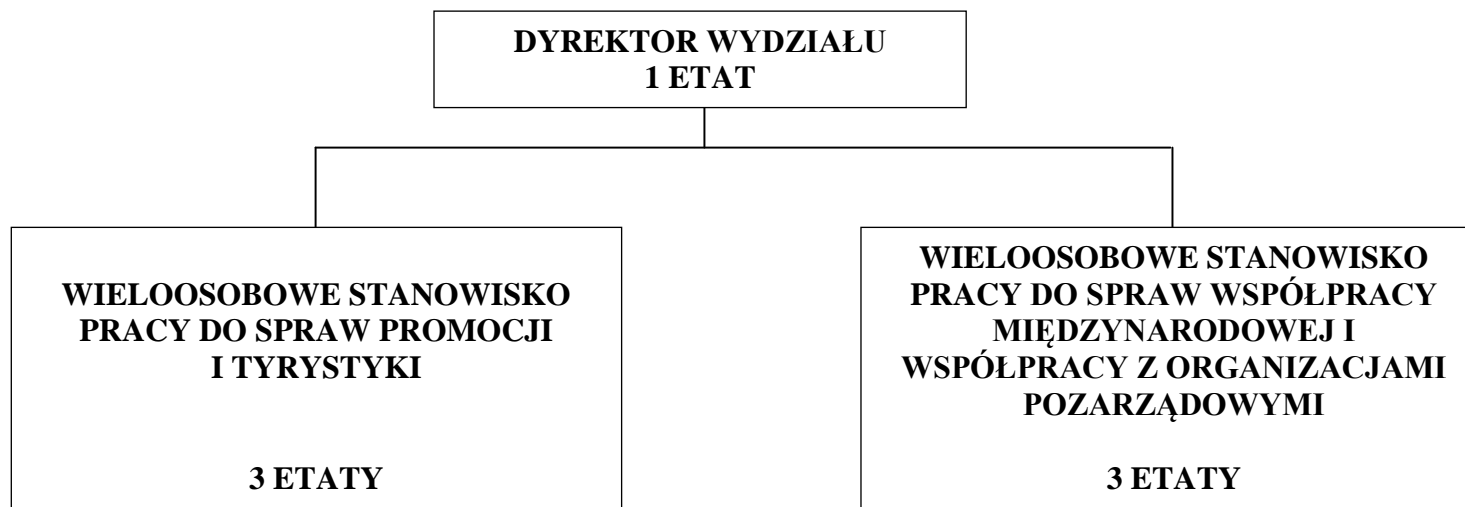 DYREKTOR WYDZIAŁU
1 ETAT
WIELOOSOBOWE STANOWISKO
PRACY DO SPRAW PROMOCJI
I TYRYSTYKI
3 ETATY
WIELOOSOBOWE STANOWISKO
PRACY DO SPRAW WSPÓŁPRACY
MIĘDZYNARODOWEJ I
WSPÓŁPRACY Z ORGANIZACJAMI
POZARZĄDOWYMI
3 ETATY